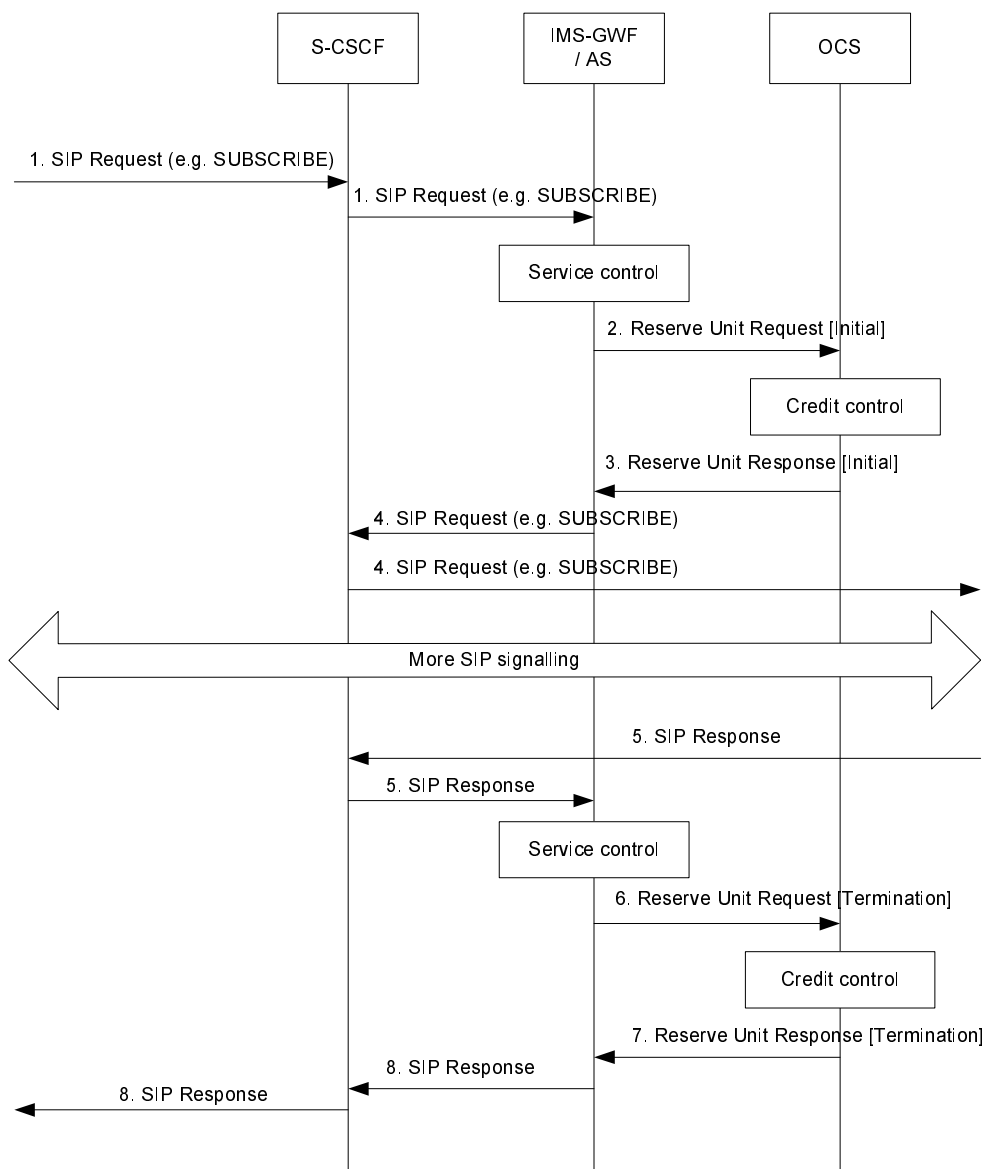 S-CSCF
IMS-GWF
/ AS
OCS
1. SIP Request (e.g. SUBSCRIBE)
1. SIP Request (e.g. SUBSCRIBE)
Service control
2. Reserve Unit Request [Initial]
Credit control
3. Reserve Unit Response [Initial]
4. SIP Request (e.g. SUBSCRIBE)
4. SIP Request (e.g. SUBSCRIBE)
More SIP signalling
5. SIP Response
5. SIP Response
Service control
6. Reserve Unit Request [Termination]
Credit control
7. Reserve Unit Response [Termination]
8. SIP Response
8. SIP Response